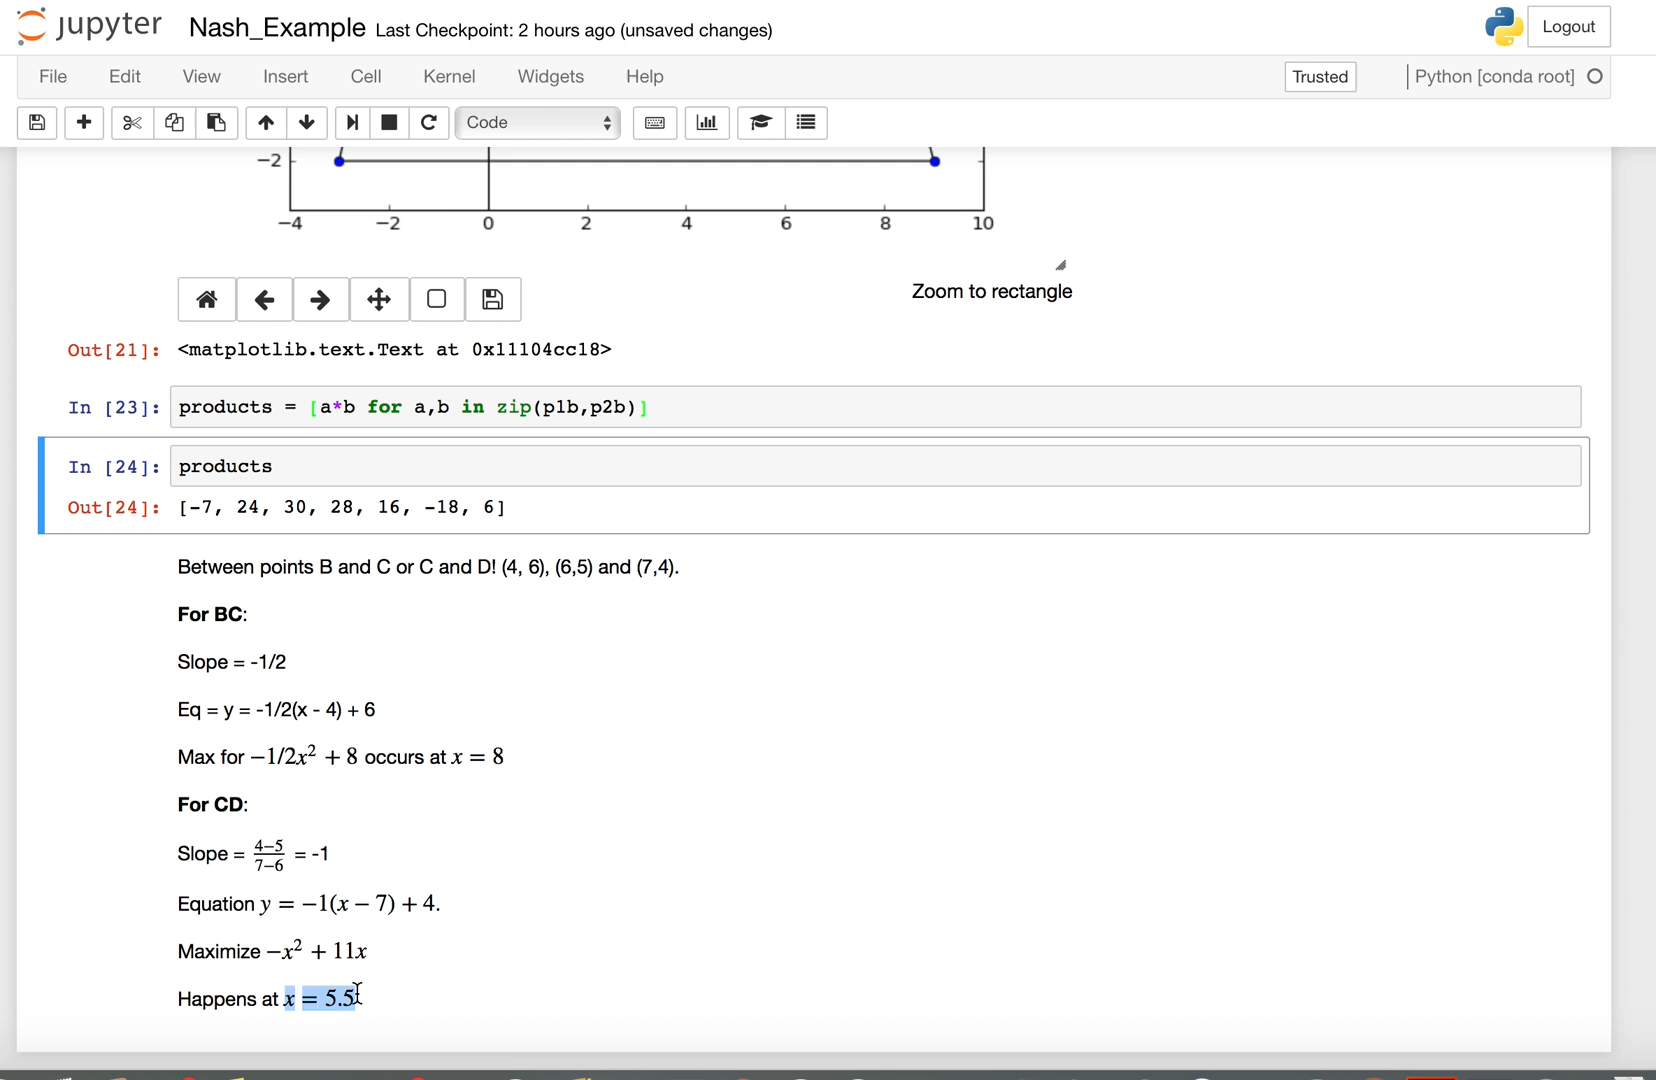 jupyter Nash_Example Last Checkpoint: 2 hours ago (unsaved changes) Logout
File Edit View Insert Cell Kernel Widgets Help Trusted Python [conda root]
Code
−2
−4 −2 0 2 4 6 8 10
Zoom to rectangle
Out[21]: <matplotlib.text.Text at 0x11104cc18>
In [23]: products = [a*b for a,b in zip(p1b,p2b)]
In [24]: products
Out[24]: [-7, 24, 30, 28, 16, -18, 6]
Between points B and C or C and D! (4, 6), (6,5) and (7,4).
For BC:
Slope = -1/2
Eq = y = -1/2(x - 4) + 6
Max for −1/2x² + 8 occurs at x = 8
For CD:
Slope = 4−5/7−6 = -1
Equation y = −1(x − 7) + 4.
Maximize −x² + 11x
Happens at x = 5.5